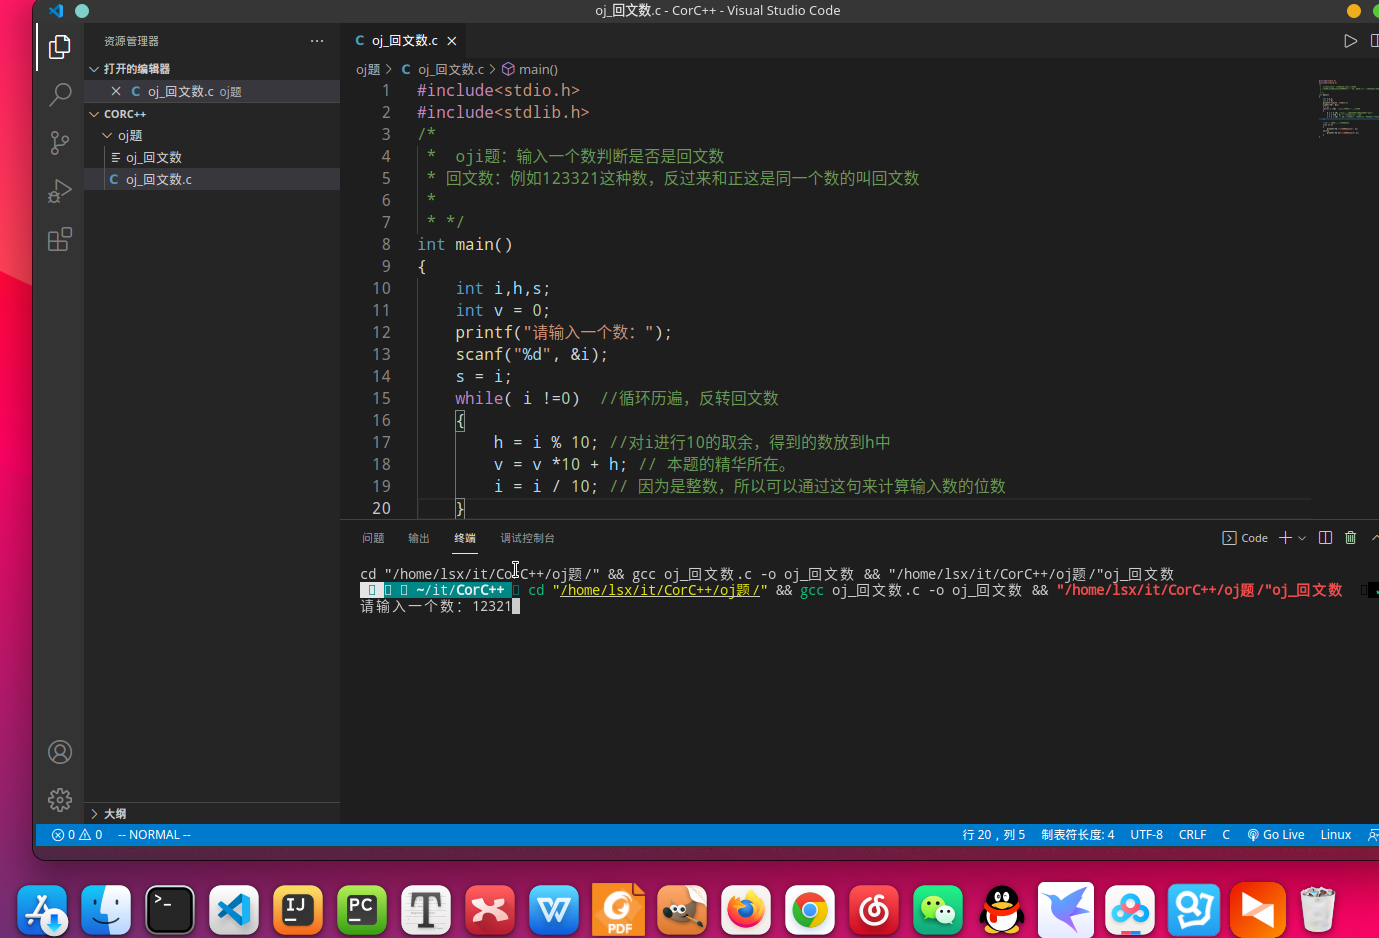 oj_回文数.c - CorC++ - Visual Studio Code
资源管理器
打开的编辑器
oj_回文数.c oj题
CORC++
oj题
oj_回文数
oj_回文数.c
大纲
oj_回文数.c
oj题 > oj_回文数.c > main()
1 #include<stdio.h>
2 #include<stdlib.h>
3 /*
4 *  oji题：输入一个数判断是否是回文数
5 * 回文数：例如123321这种数，反过来和正这是同一个数的叫回文数
6 *
7 * */
8 int main()
9 {
10     int i,h,s;
11     int v = 0;
12     printf("请输入一个数：");
13     scanf("%d", &i);
14     s = i;
15     while( i !=0)  //循环历遍，反转回文数
16     {
17         h = i % 10; //对i进行10的取余，得到的数放到h中
18         v = v *10 + h; // 本题的精华所在。
19         i = i / 10; // 因为是整数，所以可以通过这句来计算输入数的位数
20     }
问题 输出 终端 调试控制台
Code
cd "/home/lsx/it/CorC++/oj题/" && gcc oj_回文数.c -o oj_回文数 && "/home/lsx/it/CorC++/oj题/"oj_回文数
~/it/CorC++ cd "/home/lsx/it/CorC++/oj题/" && gcc oj_回文数.c -o oj_回文数 && "/home/lsx/it/CorC++/oj题/"oj_回文数
请输入一个数：12321
0 0 -- NORMAL -- 行 20，列 5 制表符长度: 4 UTF-8 CRLF C Go Live Linux
>_ IJ PC T W PDF